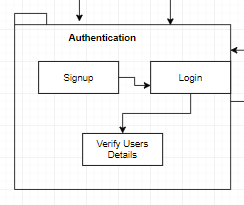 Authentication
Signup
Login
Verify Users
Details